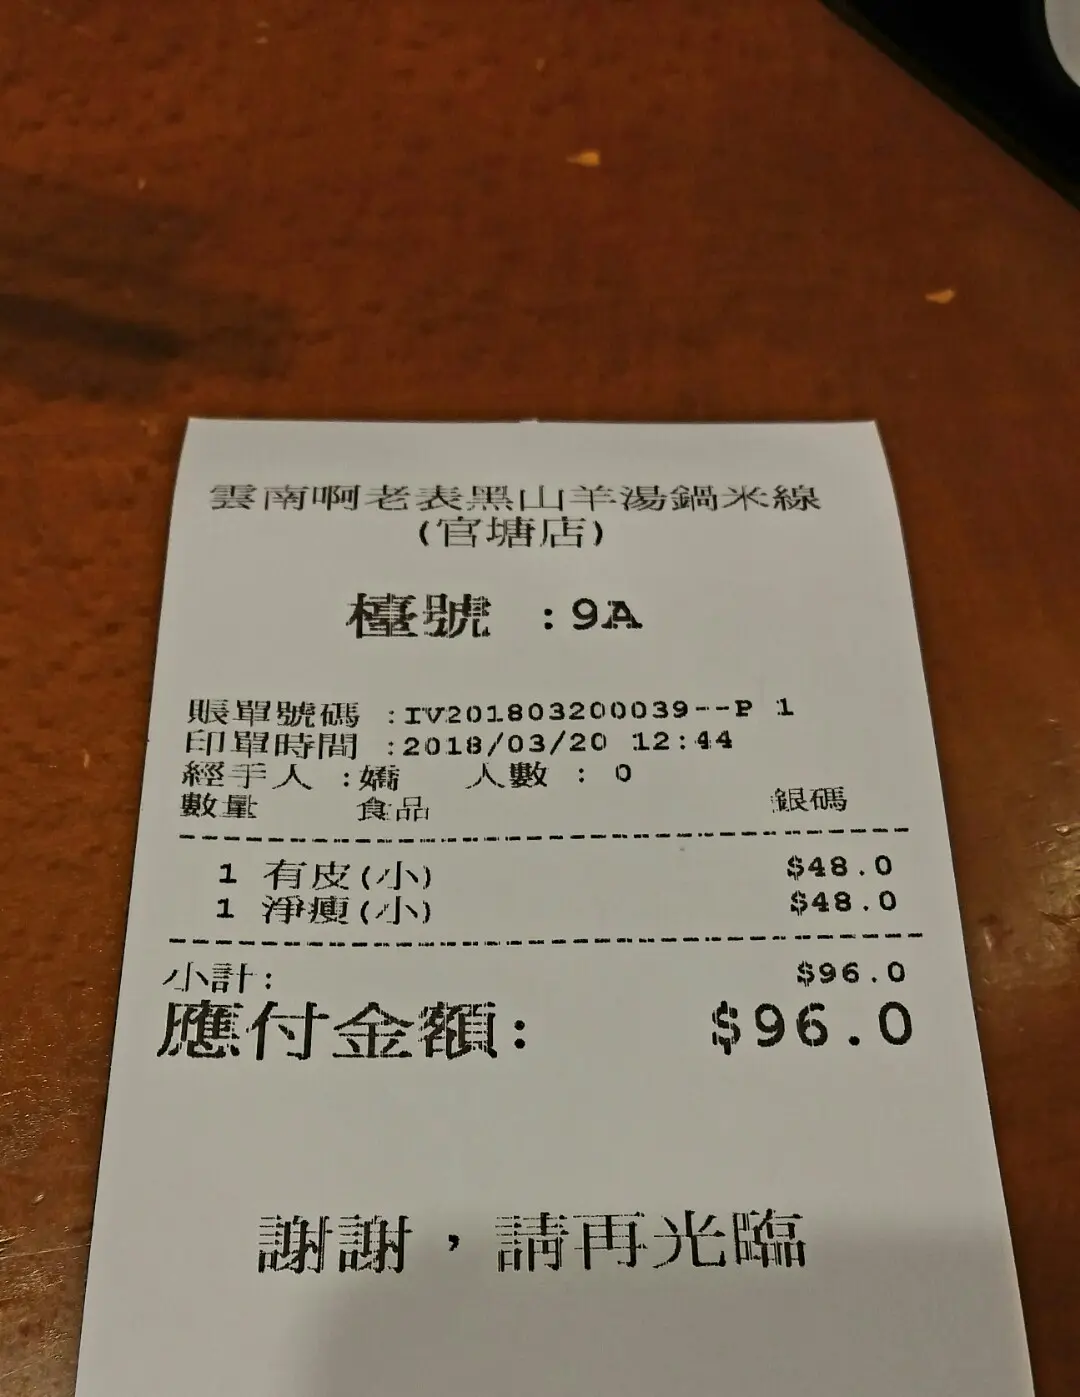 雲南啊老表黑山羊湯鍋米線
(官塘店)
檯號 :9A
賬單號碼 :IV201803200039--P 1
印單時間 :2018/03/20 12:44
經手人 :嬌 人數 : 0
數量 食品 銀碼
1 有皮(小) $48.0
1 淨瘦(小) $48.0
小計: $96.0
應付金額: $96.0
謝謝，請再光臨